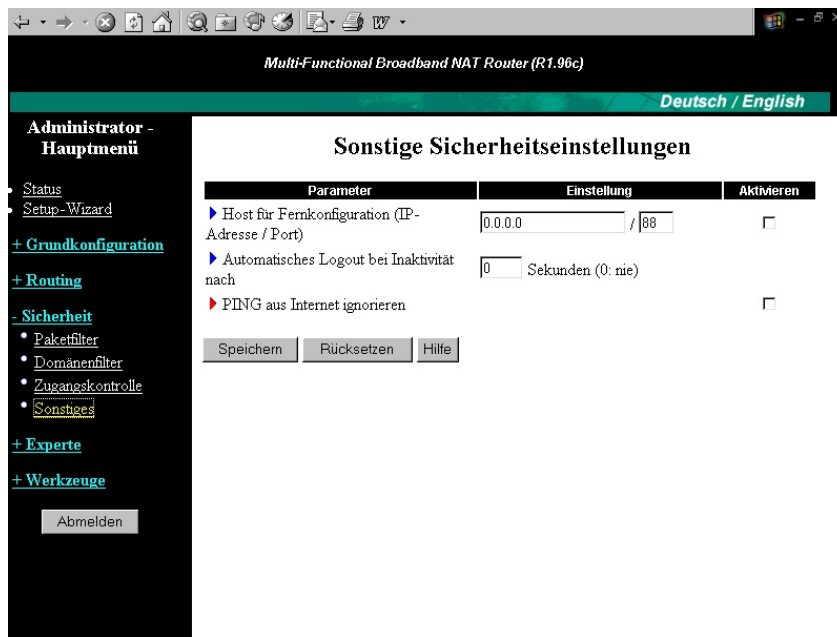 Multi-Functional Broadband NAT Router (R1.96c)
Deutsch / English
Administrator -
Hauptmenü
Status
Setup-Wizard
+ Grundkonfiguration
+ Routing
- Sicherheit
Paketfilter
Domänenfilter
Zugangskontrolle
Sonstiges
+ Experte
+ Werkzeuge
Abmelden
Sonstige Sicherheitseinstellungen
Parameter Einstellung Aktivieren
Host für Fernkonfiguration (IP-
Adresse / Port) 0.0.0.0 / 88
Automatisches Logout bei Inaktivität
nach 0 Sekunden (0: nie)
PING aus Internet ignorieren
Speichern Rücksetzen Hilfe